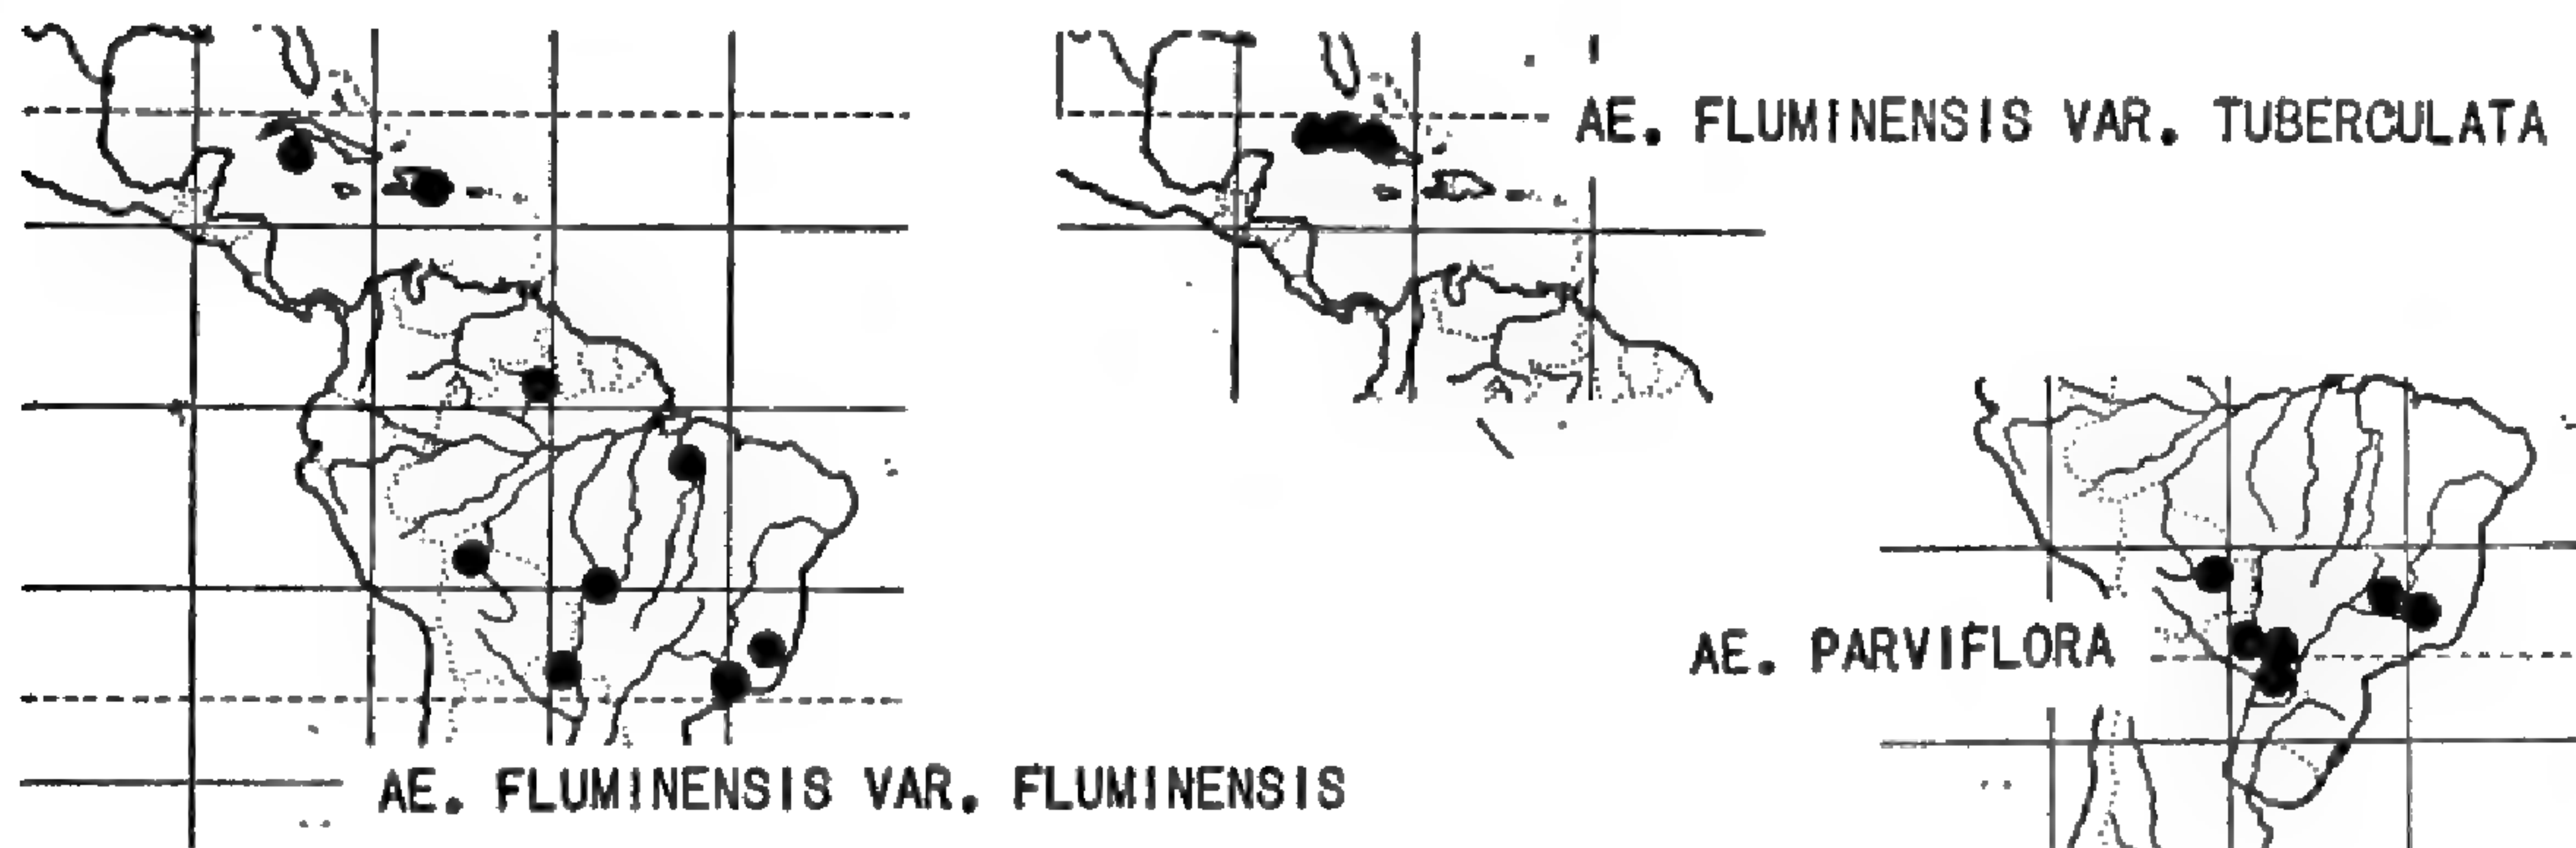 AE. FLUMINENSIS VAR. TUBERCULATA
AE. PARVIFLORA
AE. FLUMINENSIS VAR. FLUMINENSIS